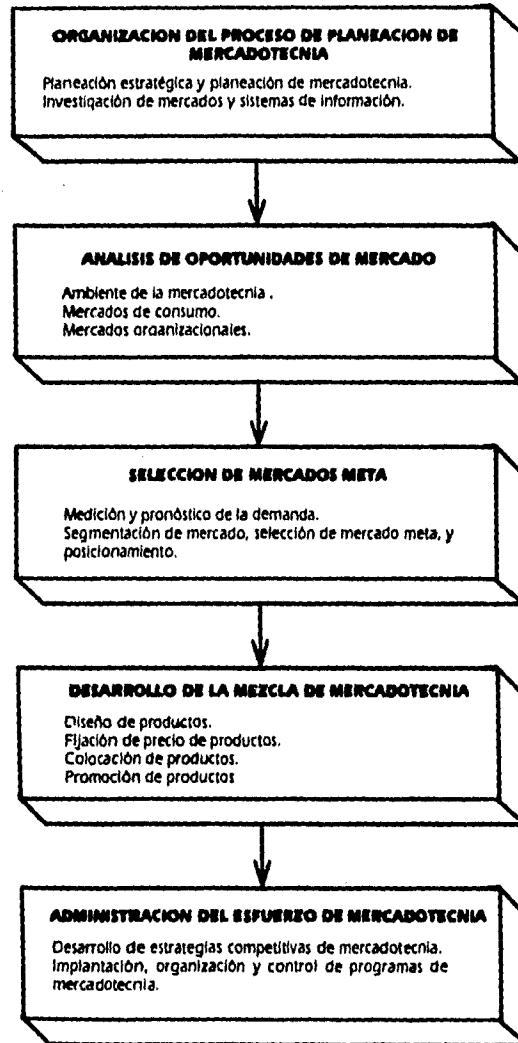 ORGANIZACION DEL PROCESO DE PLANEACION DE
MERCADOTECNIA
Planeación estratégica y planeación de mercadotecnia.
Investigación de mercados y sistemas de información.
ANALISIS DE OPORTUNIDADES DE MERCADO
Ambiente de la mercadotecnia.
Mercados de consumo.
Mercados organizacionales.
SELECCION DE MERCADOS META
Medición y pronóstico de la demanda.
Segmentación de mercado, selección de mercado meta, y
posicionamiento.
DESARROLLO DE LA MEZCLA DE MERCADOTECNIA
Diseño de productos.
Fijación de precio de productos.
Colocación de productos.
Promoción de productos
ADMINISTRACION DEL ESFUERZO DE MERCADOTECNIA
Desarrollo de estrategias competitivas de mercadotecnia.
Implantación, organización y control de programas de
mercadotecnia.